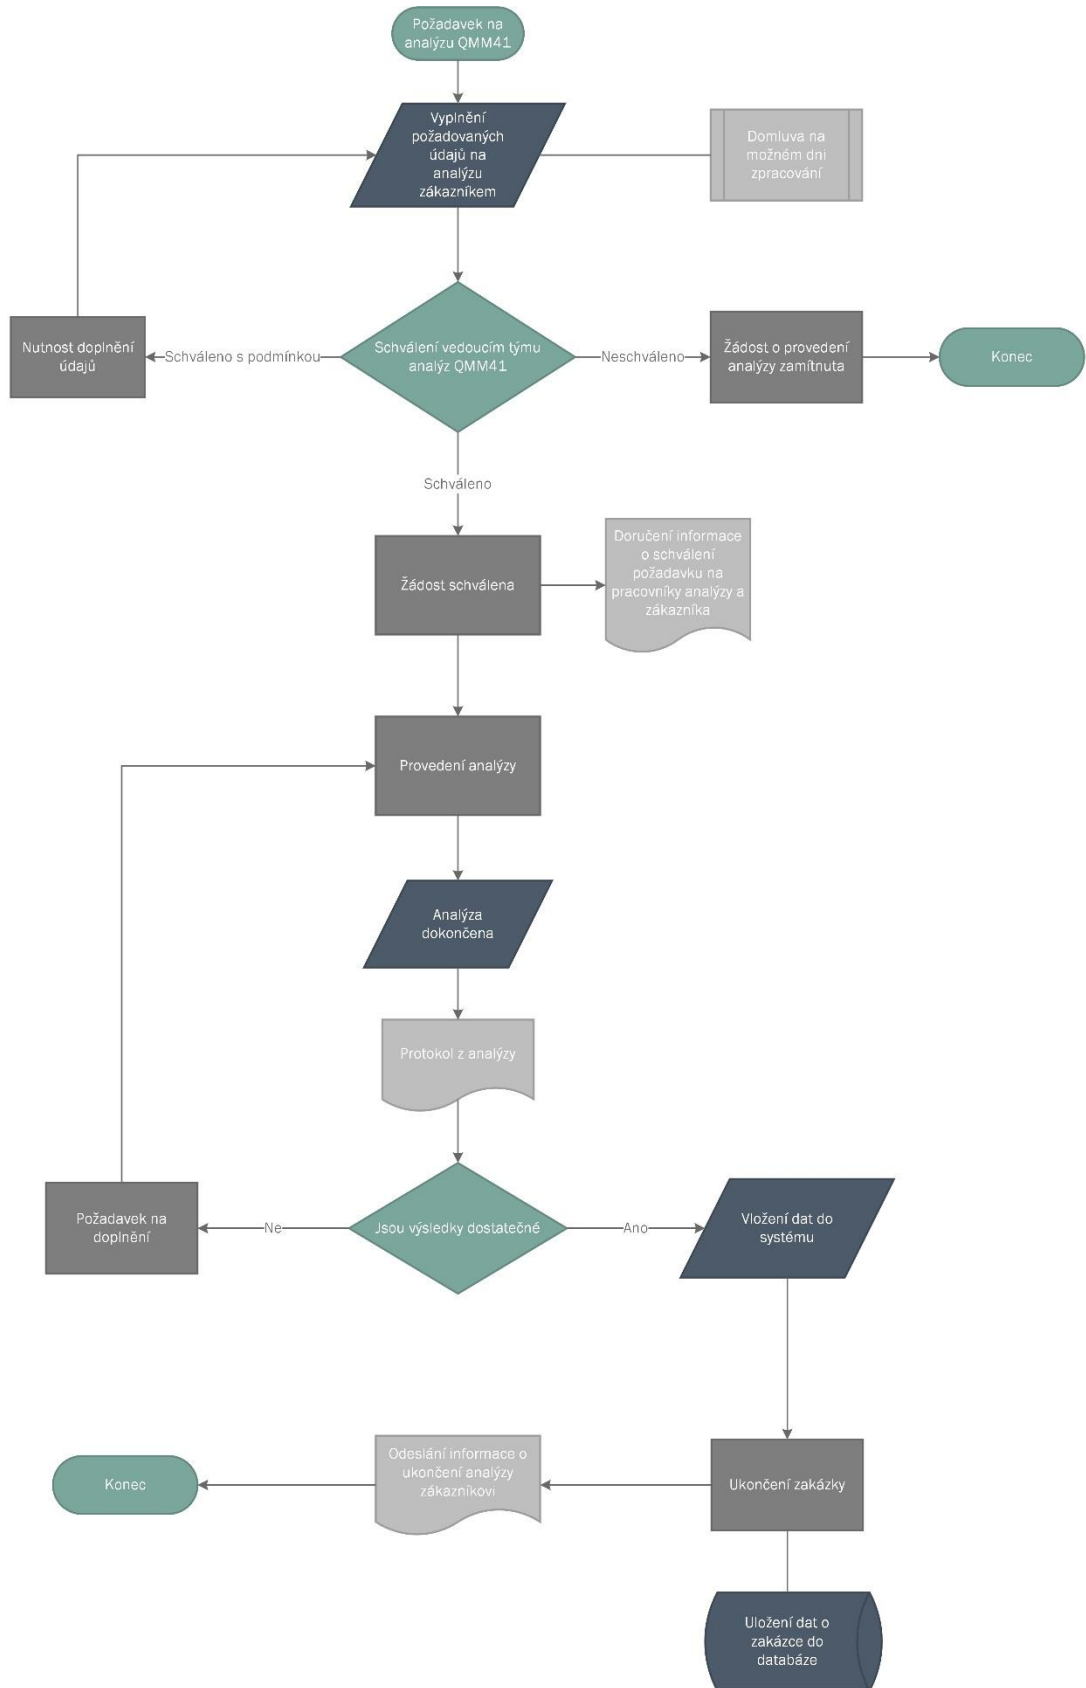 Požadavek na
analýzu QMM41
Vyplnění
požadovaných
údajů na
analýzu
zákazníkem
Domluva na
možném dni
zpracování
Nutnost doplnění
údajů
Schváleno s podmínkou
Schválení vedoucím týmu
analýz QMM41
Neschváleno
Žádost o provedení
analýzy zamítnuta
Konec
Schváleno
Žádost schválena
Doručení informace
o schválení
požadavku na
pracovníky analýzy a
zákazníka
Provedení analýzy
Analýza
dokončena
Protokol z analýzy
Požadavek na
doplnění
Ne
Jsou výsledky dostatečné
Ano
Vložení dat do
systému
Konec
Odeslání informace o
ukončení analýzy
zákazníkovi
Ukončení zakázky
Uložení dat o
zakázce do
databáze